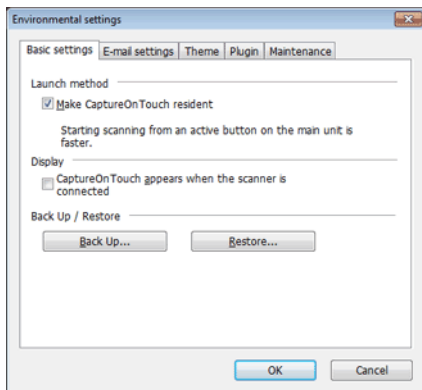 Environmental settings
Basic settings E-mail settings Theme Plugin Maintenance
Launch method
Make CaptureOnTouch resident
Starting scanning from an active button on the main unit is
faster.
Display
CaptureOnTouch appears when the scanner is
connected
Back Up / Restore
Back Up... Restore...
OK Cancel